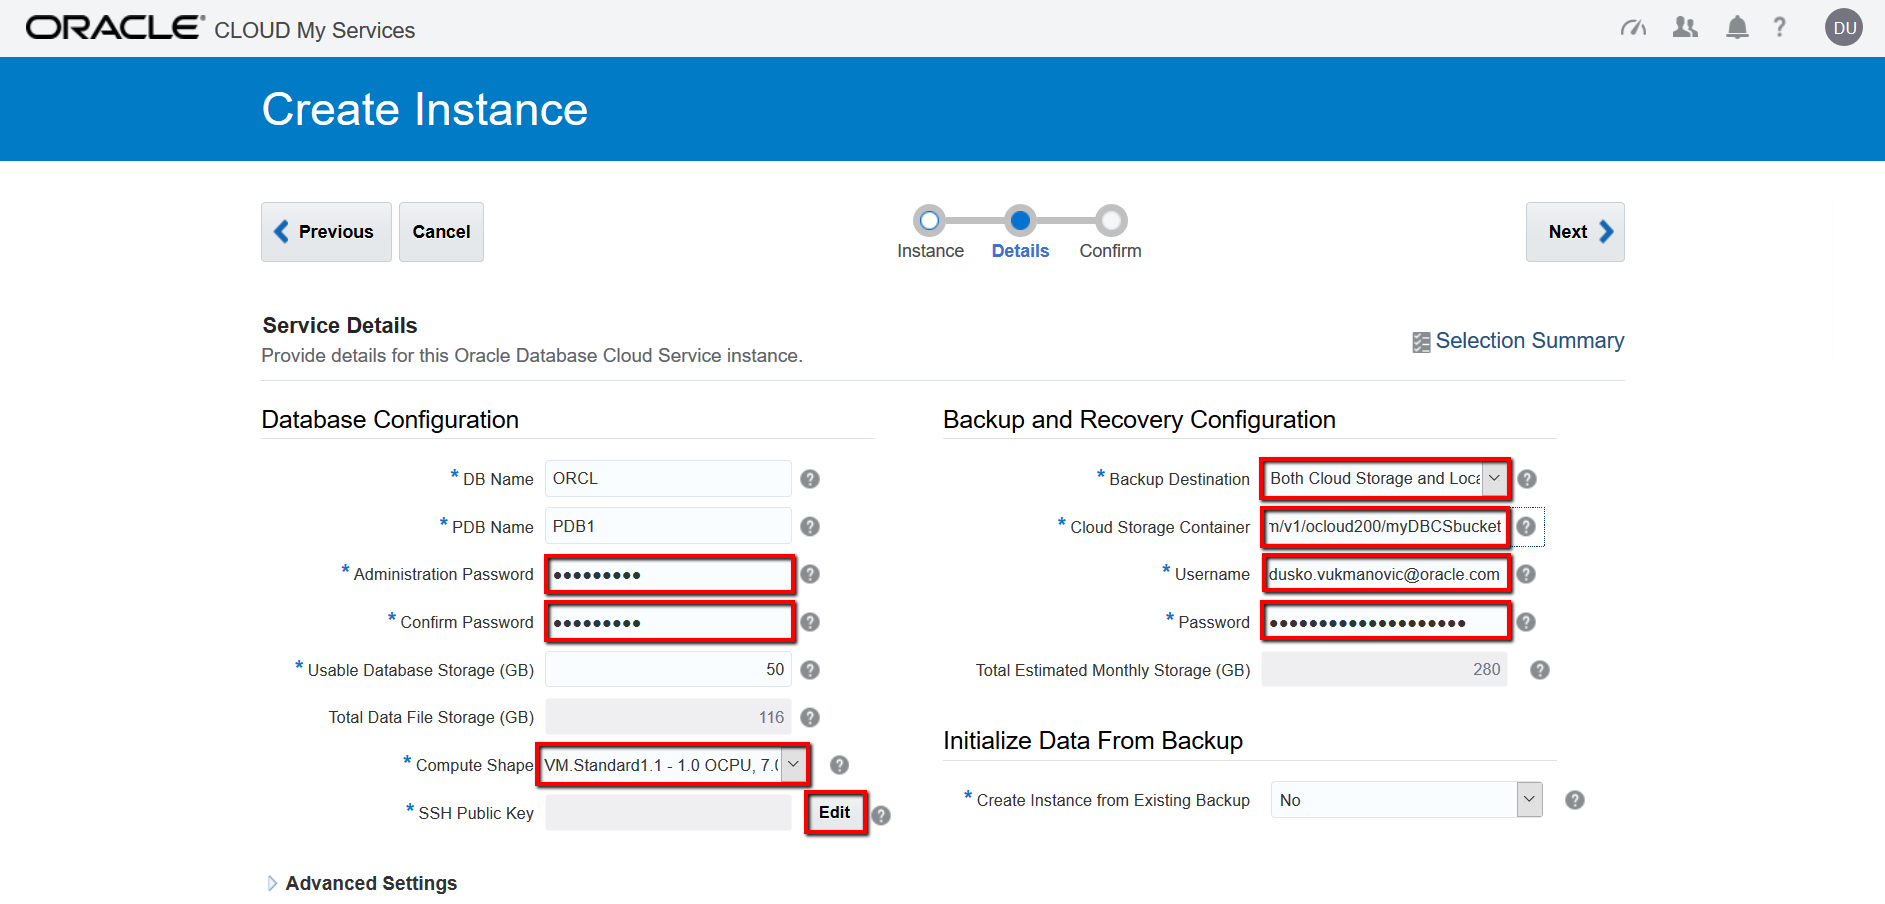 ORACLE® CLOUD My Services
? DU
Create Instance
Previous
Cancel
Instance
Details
Confirm
Next
Service Details
Provide details for this Oracle Database Cloud Service instance.
Selection Summary
Database Configuration
* DB Name ORCL ?
* PDB Name PDB1 ?
* Administration Password ●●●●●●●●● ?
* Confirm Password ●●●●●●●●● ?
* Usable Database Storage (GB) 50 ?
Total Data File Storage (GB) 116 ?
* Compute Shape VM.Standard1.1 - 1.0 OCPU, 7.0 ?
* SSH Public Key Edit ?
Advanced Settings
Backup and Recovery Configuration
* Backup Destination Both Cloud Storage and Loca ?
* Cloud Storage Container m/v1/ocloud200/myDBCSbucket ?
* Username dusko.vukmanovic@oracle.com ?
* Password ●●●●●●●●●●●●●●●●●●●● ?
Total Estimated Monthly Storage (GB) 280 ?
Initialize Data From Backup
* Create Instance from Existing Backup No ?